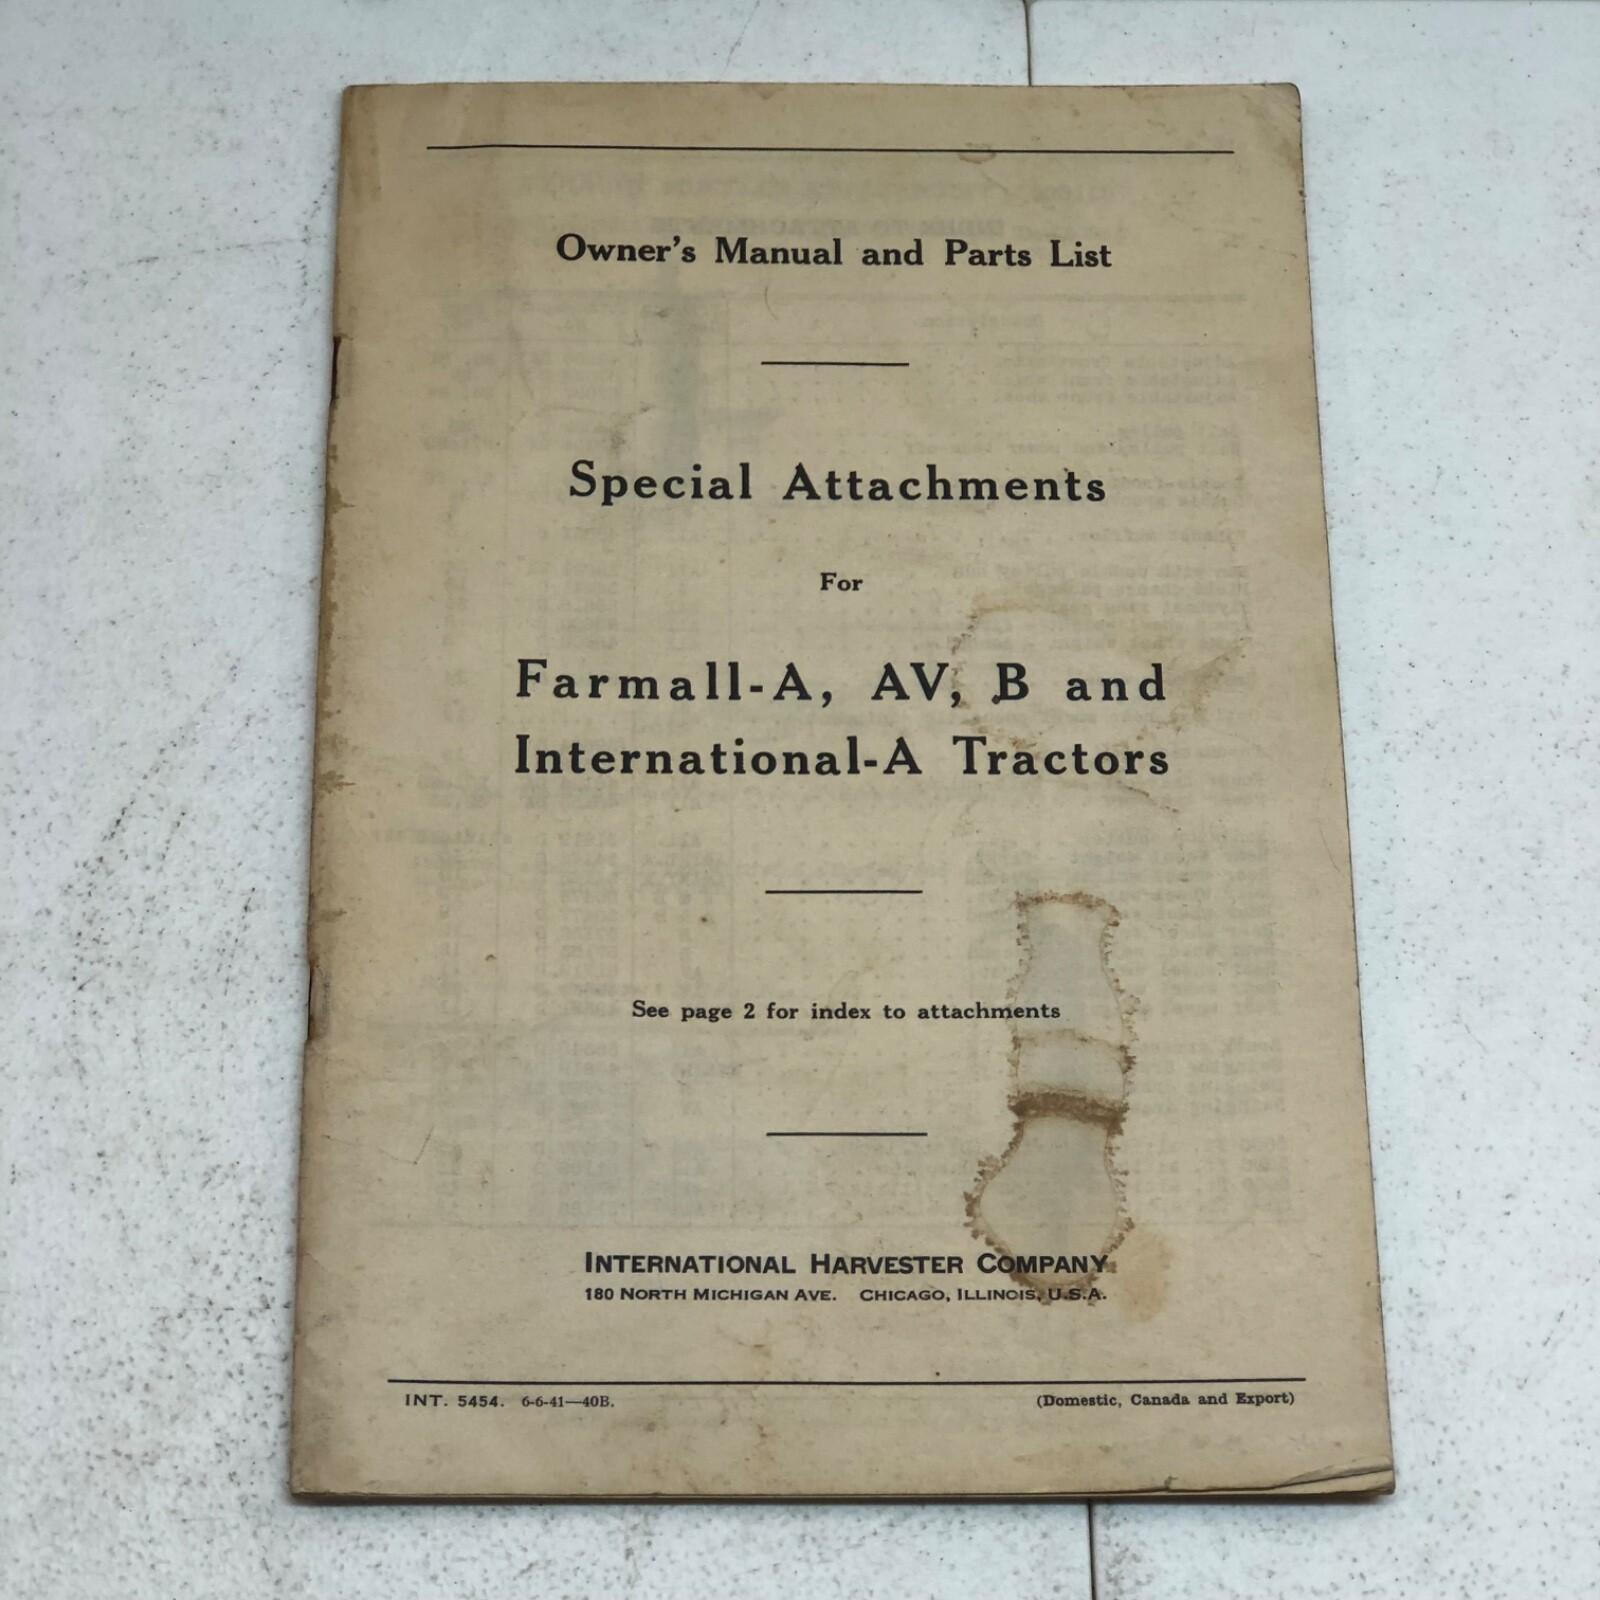 Owner's Manual and Parts List
Special Attachments
For
Farmall-A, AV, B and
International-A Tractors
See page 2 for index to attachments
INTERNATIONAL HARVESTER COMPANY
180 NORTH MICHIGAN AVE. CHICAGO, ILLINOIS, U.S.A.
INT. 5454. 6-6-41—40B.
(Domestic, Canada and Export)